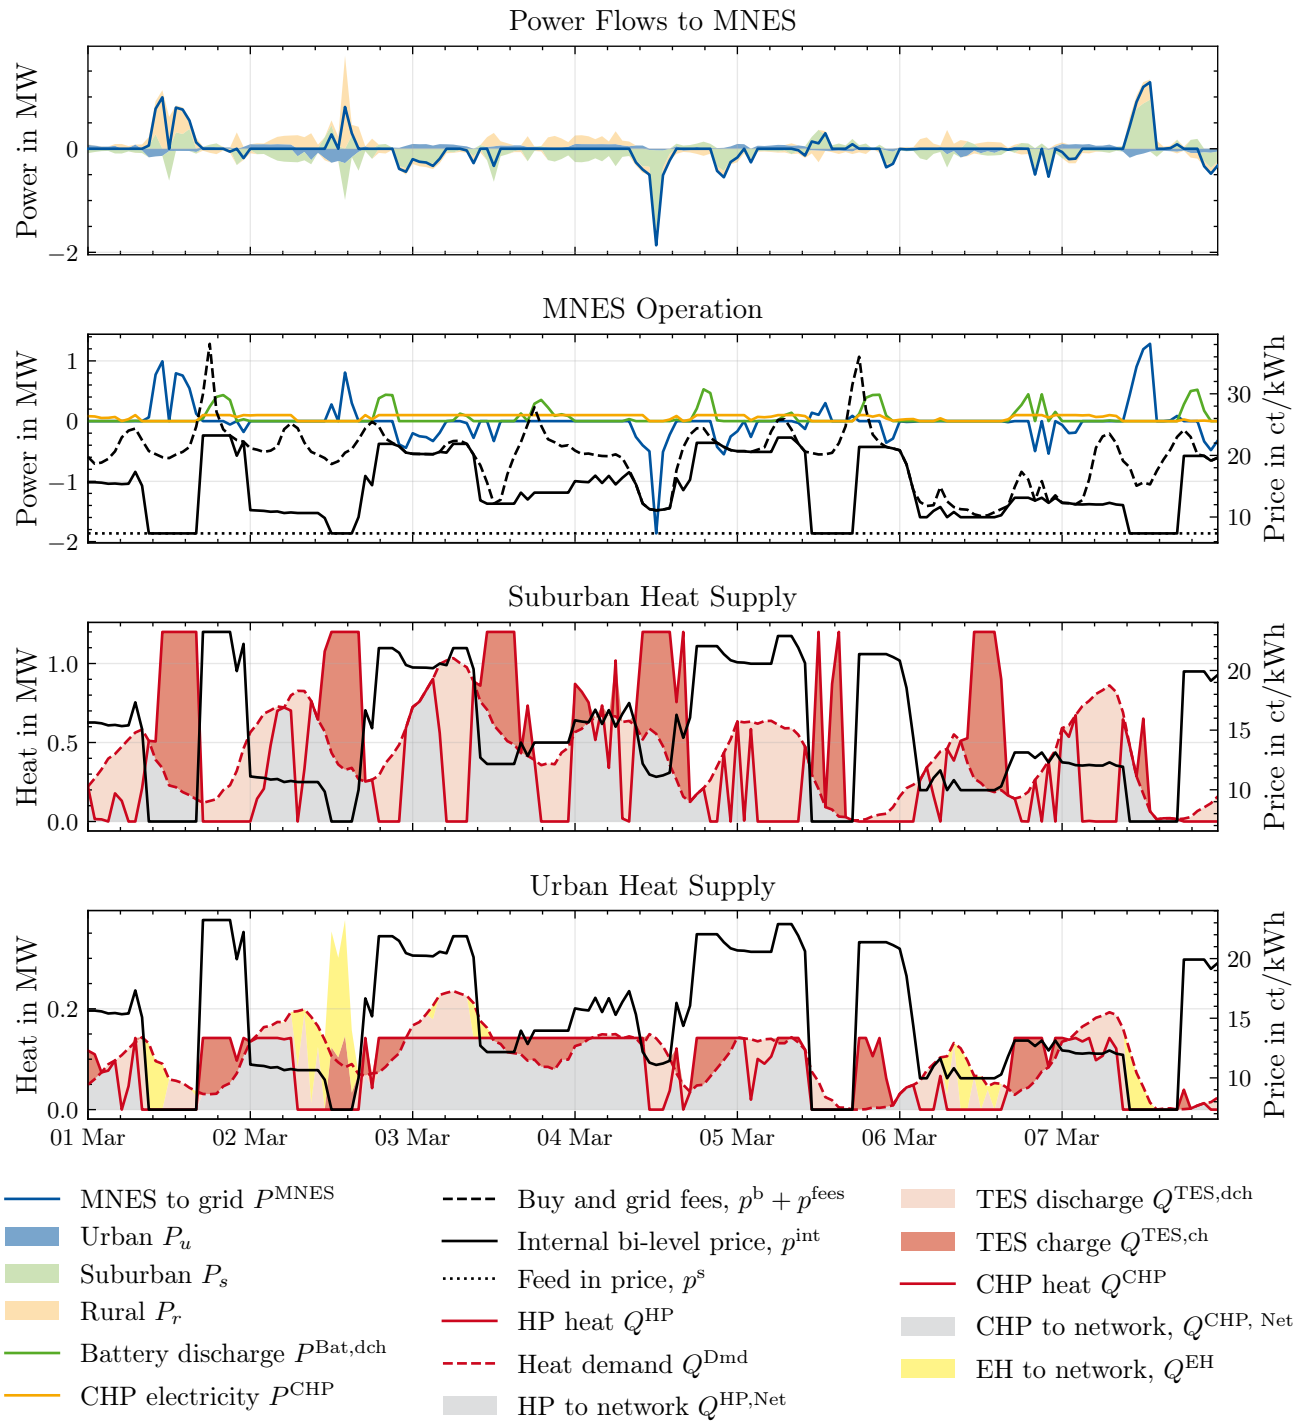 Power Flows to MNES
Power in MW
0
−2
MNES Operation
Power in MW
1
0
−1
−2
30
20
10
Price in ct/kWh
Suburban Heat Supply
Heat in MW
1.0
0.5
0.0
20
15
10
Price in ct/kWh
Urban Heat Supply
Heat in MW
0.2
0.0
20
15
10
Price in ct/kWh
01 Mar 02 Mar 03 Mar 04 Mar 05 Mar 06 Mar 07 Mar
MNES to grid P^MNES
Urban P_u
Suburban P_s
Rural P_r
Battery discharge P^Bat,dch
CHP electricity P^CHP
Buy and grid fees, p^b + p^fees
Internal bi-level price, p^int
Feed in price, p^s
HP heat Q^HP
Heat demand Q^Dmd
HP to network Q^HP,Net
TES discharge Q^TES,dch
TES charge Q^TES,ch
CHP heat Q^CHP
CHP to network, Q^CHP, Net
EH to network, Q^EH